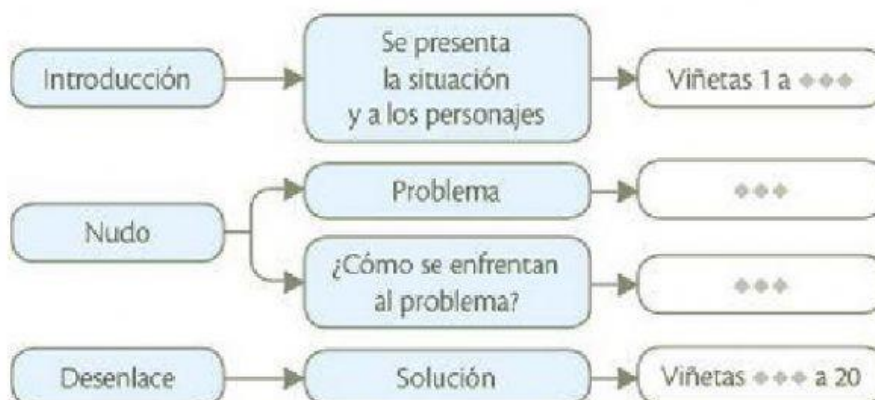 Introducción
Se presenta
la situación
y a los personajes
Viñetas 1 a ◆◆◆
Nudo
Problema
◆◆◆
¿Cómo se enfrentan
al problema?
◆◆◆
Desenlace
Solución
Viñetas ◆◆◆ a 20